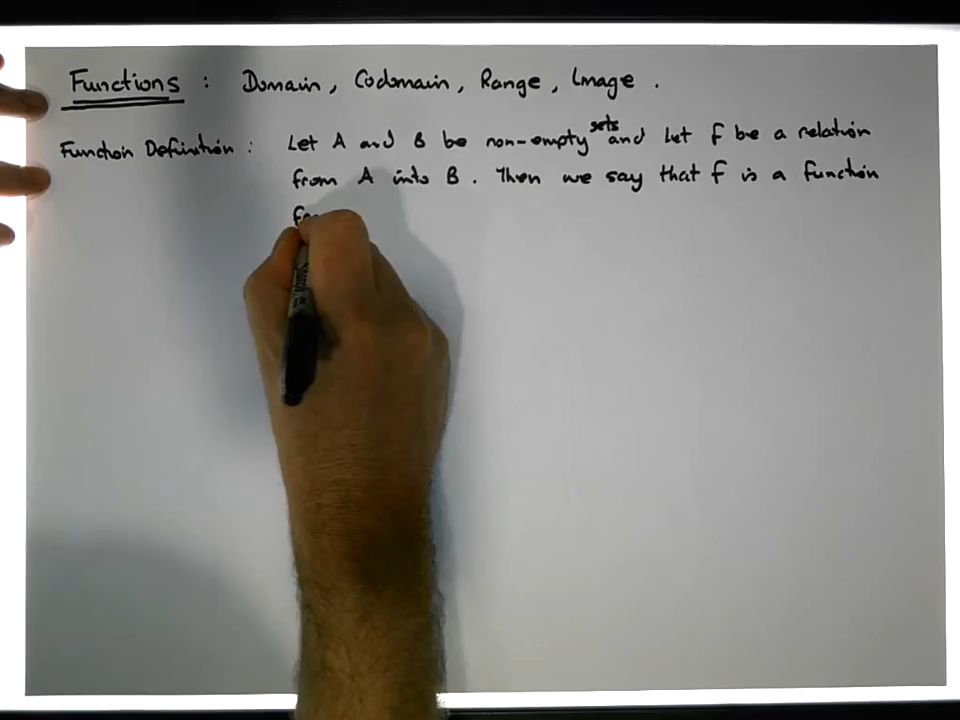 Functions : Domain, Codomain, Range, Image.
Function Definition : Let A and B be non-empty sets and let f be a relation
from A into B. Then we say that f is a function